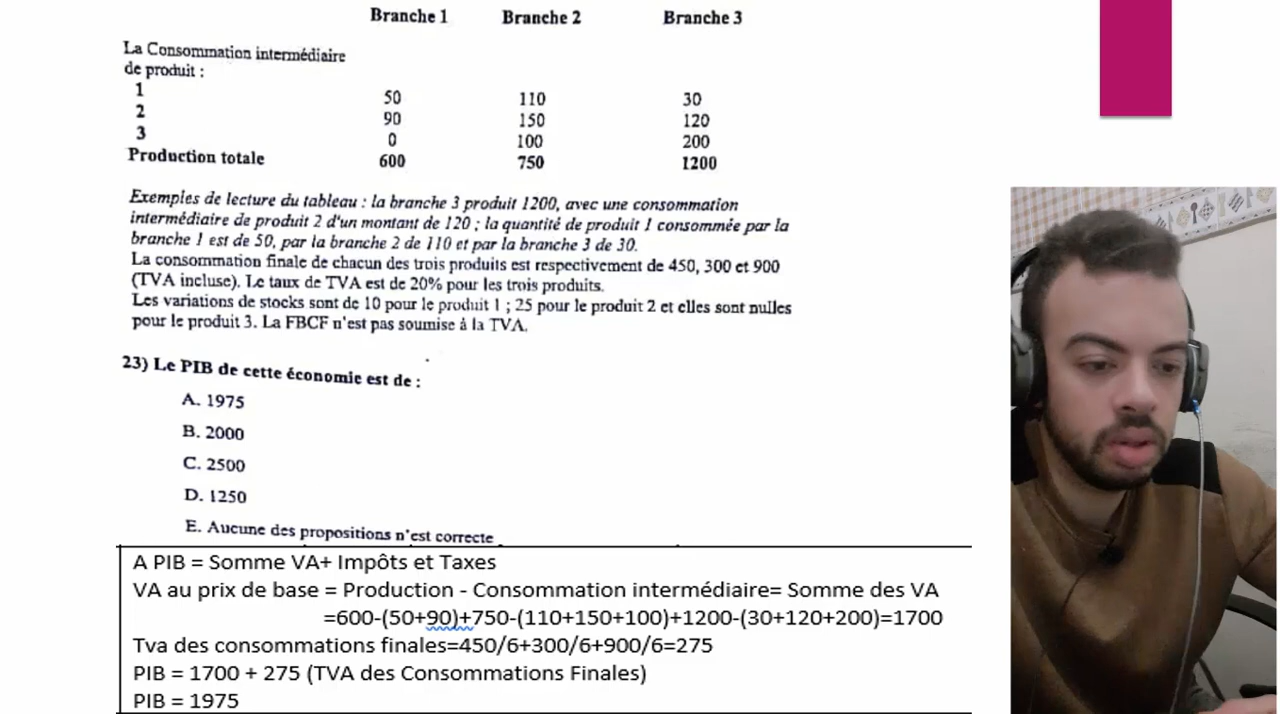 Branche 1 Branche 2 Branche 3
La Consommation intermédiaire
de produit :
1 50 110 30
2 90 150 120
3 0 100 200
Production totale 600 750 1200
Exemples de lecture du tableau : la branche 3 produit 1200, avec une consommation
intermédiaire de produit 2 d'un montant de 120 ; la quantité de produit 1 consommée par la
branche 1 est de 50, par la branche 2 de 110 et par la branche 3 de 30.
La consommation finale de chacun des trois produits est respectivement de 450, 300 et 900
(TVA incluse). Le taux de TVA est de 20% pour les trois produits.
Les variations de stocks sont de 10 pour le produit 1 ; 25 pour le produit 2 et elles sont nulles
pour le produit 3. La FBCF n'est pas soumise à la TVA.
23) Le PIB de cette économie est de :
A. 1975
B. 2000
C. 2500
D. 1250
E. Aucune des propositions n'est correcte
A PIB = Somme VA+ Impôts et Taxes
VA au prix de base = Production - Consommation intermédiaire= Somme des VA
=600-(50+90)+750-(110+150+100)+1200-(30+120+200)=1700
Tva des consommations finales=450/6+300/6+900/6=275
PIB = 1700 + 275 (TVA des Consommations Finales)
PIB = 1975